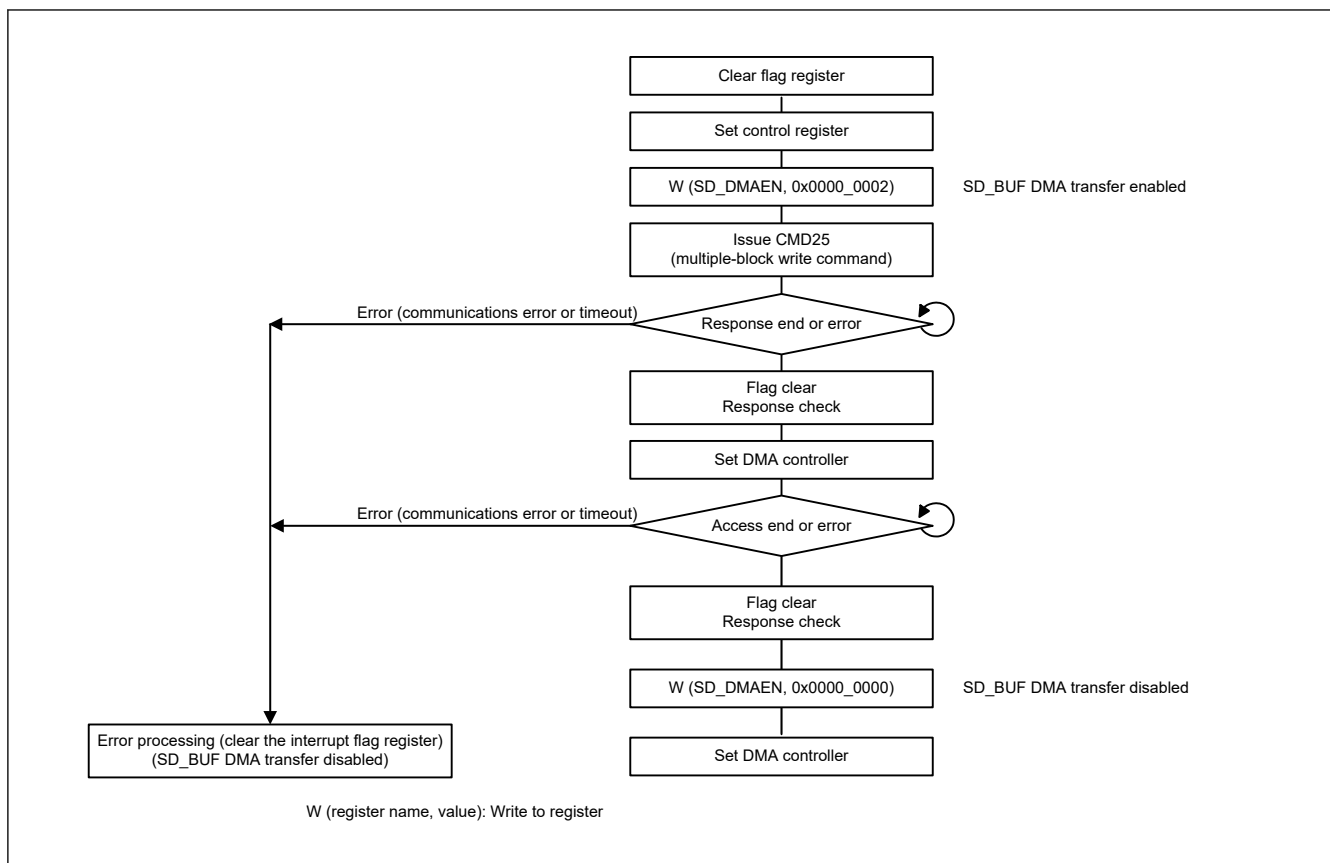 Clear flag register
Set control register
W (SD_DMAEN, 0x0000_0002)
SD_BUF DMA transfer enabled
Issue CMD25
(multiple-block write command)
Error (communications error or timeout)
Response end or error
Flag clear
Response check
Set DMA controller
Error (communications error or timeout)
Access end or error
Flag clear
Response check
W (SD_DMAEN, 0x0000_0000)
SD_BUF DMA transfer disabled
Error processing (clear the interrupt flag register)
(SD_BUF DMA transfer disabled)
Set DMA controller
W (register name, value): Write to register